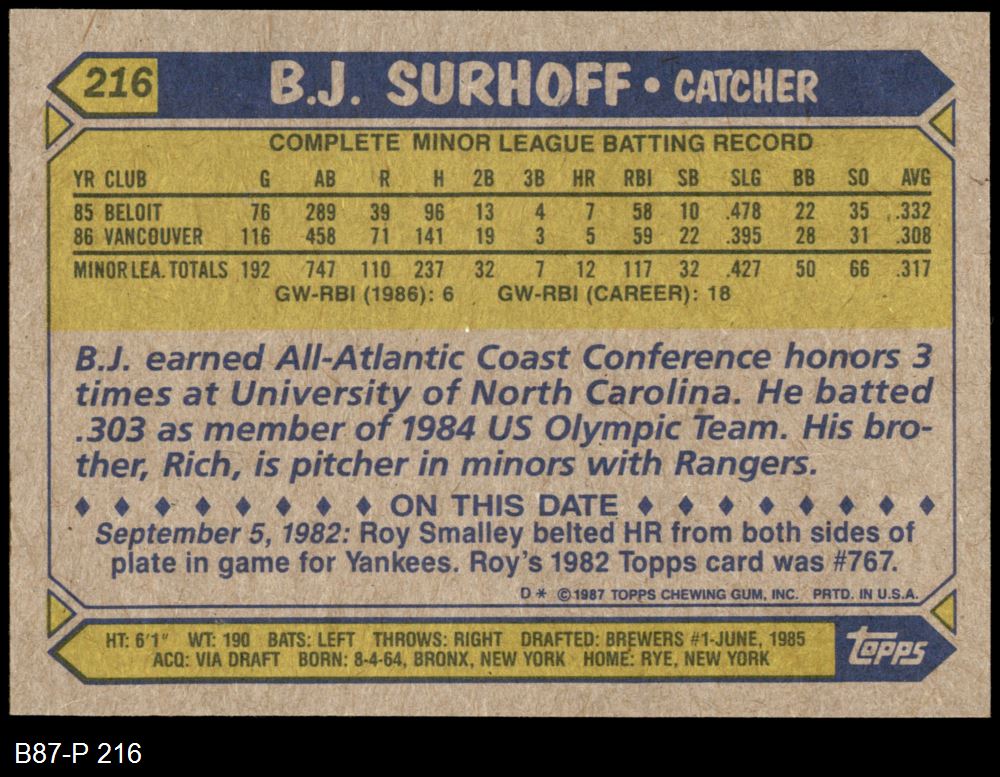 216 B.J. SURHOFF • CATCHER
COMPLETE MINOR LEAGUE BATTING RECORD
YR CLUB G AB R H 2B 3B HR RBI SB SLG BB SO AVG
85 BELOIT 76 289 39 96 13 4 7 58 10 .478 22 35 .332
86 VANCOUVER 116 458 71 141 19 3 5 59 22 .395 28 31 .308
MINOR LEA. TOTALS 192 747 110 237 32 7 12 117 32 .427 50 66 .317
GW-RBI (1986): 6 GW-RBI (CAREER): 18
B.J. earned All-Atlantic Coast Conference honors 3
times at University of North Carolina. He batted
.303 as member of 1984 US Olympic Team. His bro-
ther, Rich, is pitcher in minors with Rangers.
♦ ♦ ♦ ♦ ♦ ♦ ♦ ♦ ON THIS DATE ♦ ♦ ♦ ♦ ♦ ♦ ♦ ♦
September 5, 1982: Roy Smalley belted HR from both sides of
plate in game for Yankees. Roy's 1982 Topps card was #767.
D * ©1987 TOPPS CHEWING GUM, INC. PRTD. IN U.S.A.
HT: 6'1" WT: 190 BATS: LEFT THROWS: RIGHT DRAFTED: BREWERS #1-JUNE, 1985
ACQ: VIA DRAFT BORN: 8-4-64, BRONX, NEW YORK HOME: RYE, NEW YORK
Topps
B87-P 216